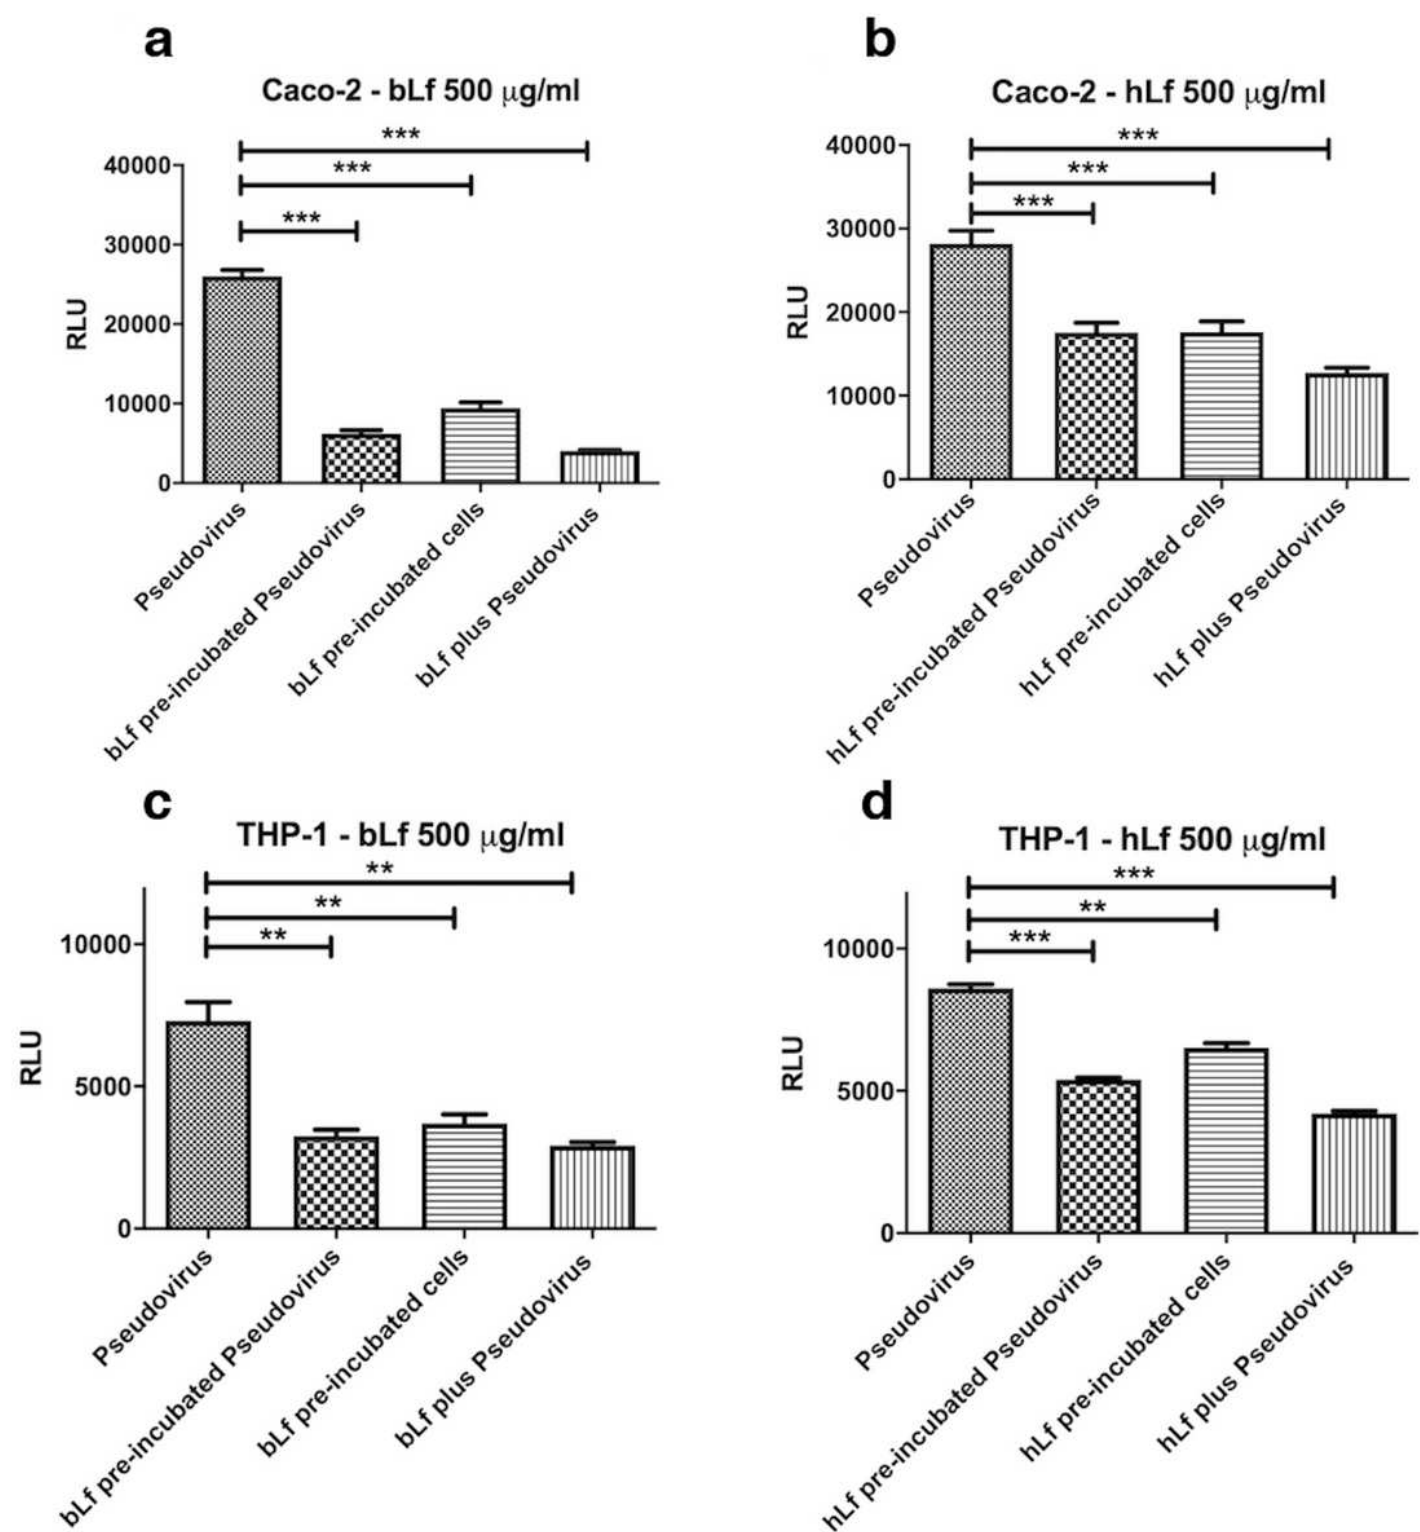 a
Caco-2 - bLf 500 μg/ml
***
***
***
40000
30000
20000
10000
0
RLU
Pseudovirus
bLf pre-incubated Pseudovirus
bLf pre-incubated cells
bLf plus Pseudovirus
b
Caco-2 - hLf 500 μg/ml
***
***
***
40000
30000
20000
10000
0
RLU
Pseudovirus
hLf pre-incubated Pseudovirus
hLf pre-incubated cells
hLf plus Pseudovirus
c
THP-1 - bLf 500 μg/ml
**
**
**
10000
5000
0
RLU
Pseudovirus
bLf pre-incubated Pseudovirus
bLf pre-incubated cells
bLf plus Pseudovirus
d
THP-1 - hLf 500 μg/ml
***
**
***
10000
5000
0
RLU
Pseudovirus
hLf pre-incubated Pseudovirus
hLf pre-incubated cells
hLf plus Pseudovirus